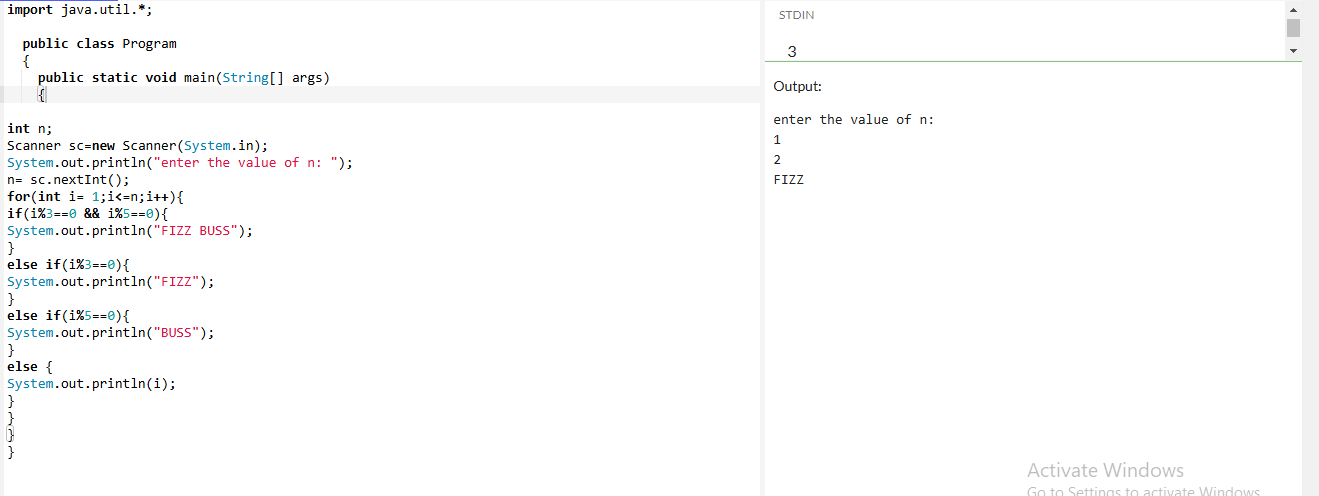 import java.util.*;
public class Program
{
public static void main(String[] args)
{
int n;
Scanner sc=new Scanner(System.in);
System.out.println("enter the value of n: ");
n= sc.nextInt();
for(int i= 1;i<=n;i++){
if(i%3==0 && i%5==0){
System.out.println("FIZZ BUSS");
}
else if(i%3==0){
System.out.println("FIZZ");
}
else if(i%5==0){
System.out.println("BUSS");
}
else {
System.out.println(i);
}
}
}
}
STDIN
3
Output:
enter the value of n:
1
2
FIZZ
Activate Windows
Go to Settings to activate Windows.